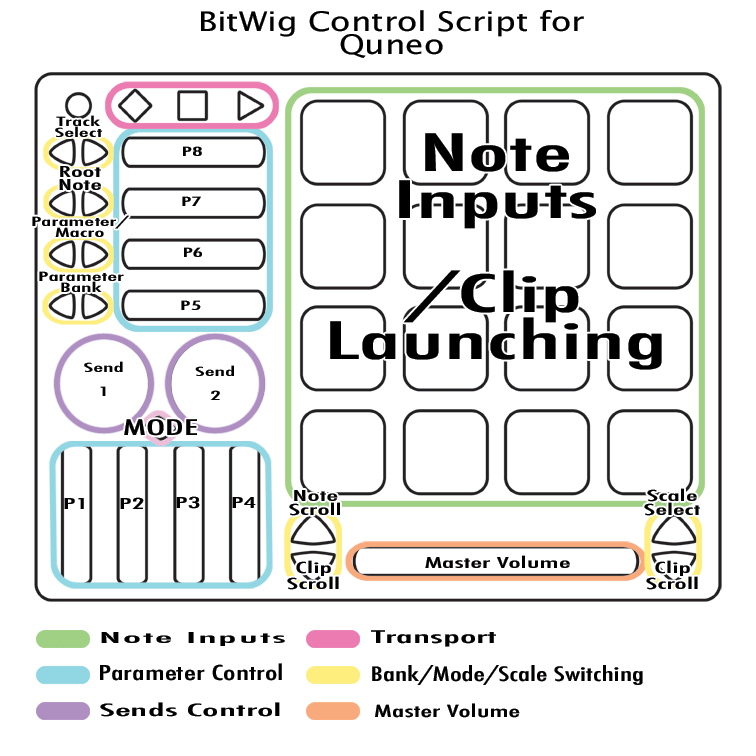 BitWig Control Script for
Quneo
Track
Select
Root
Note
Parameter/
Macro
Parameter
Bank
P8
P7
P6
P5
Note
Inputs
/Clip
Launching
Send
1
Send
2
MODE
P1 P2 P3 P4
Note
Scroll
Clip
Scroll
Master Volume
Scale
Select
Clip
Scroll
Note Inputs
Transport
Parameter Control
Bank/Mode/Scale Switching
Sends Control
Master Volume